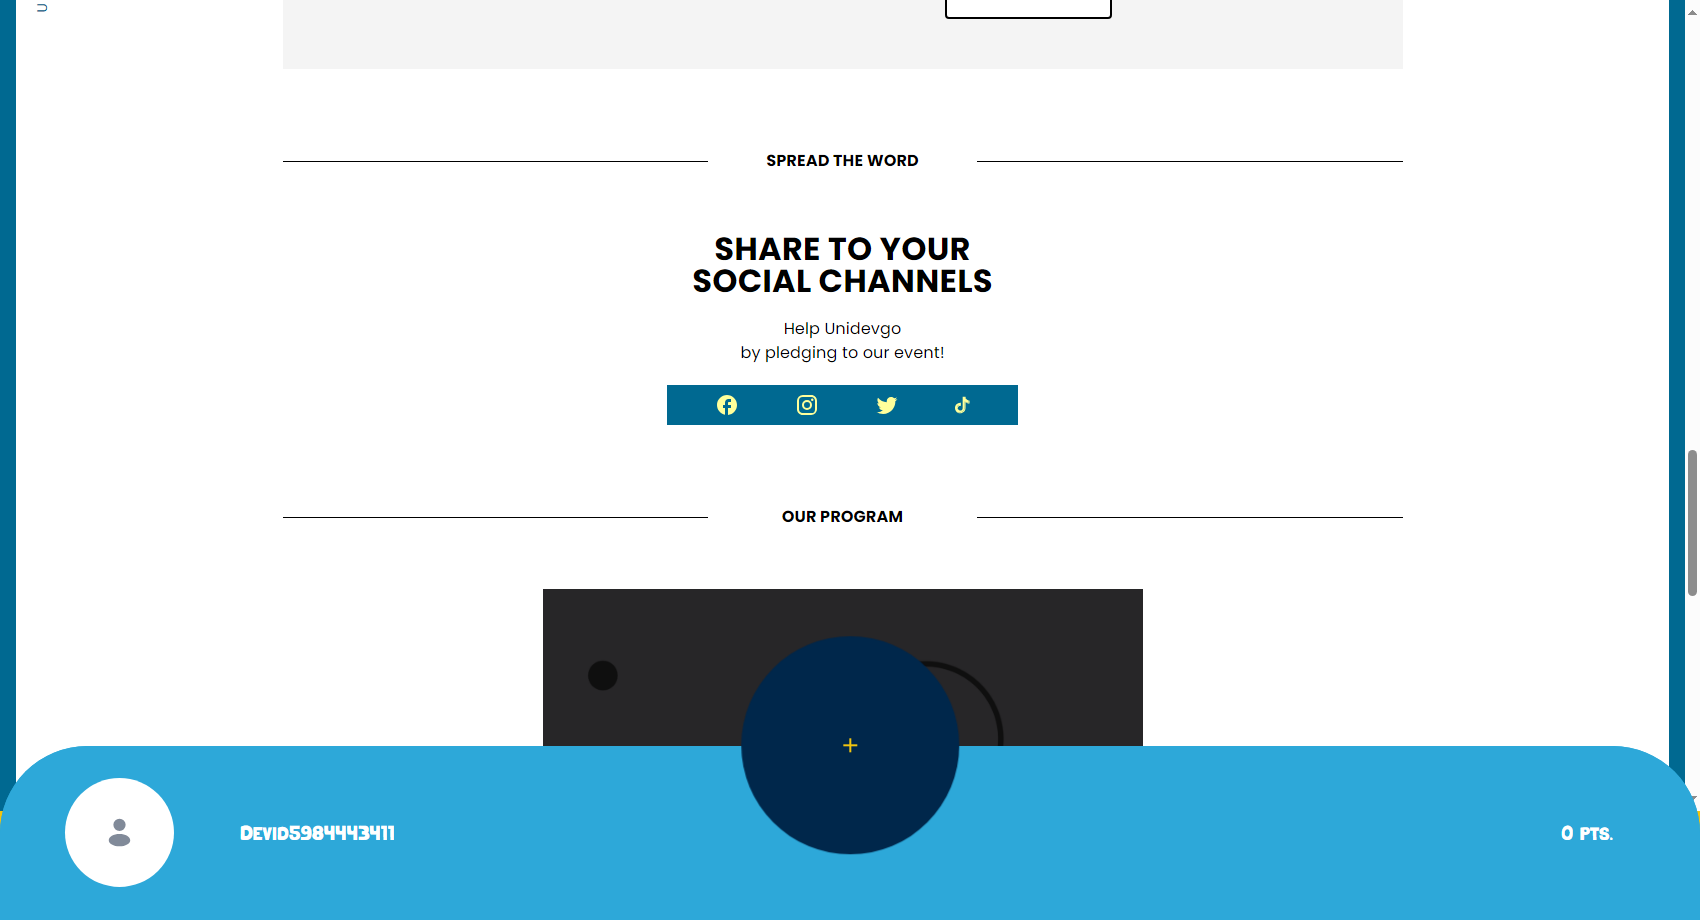 SPREAD THE WORD
SHARE TO YOUR
SOCIAL CHANNELS
Help Unidevgo
by pledging to our event!
OUR PROGRAM
+
Devid5984443411
0 pts.